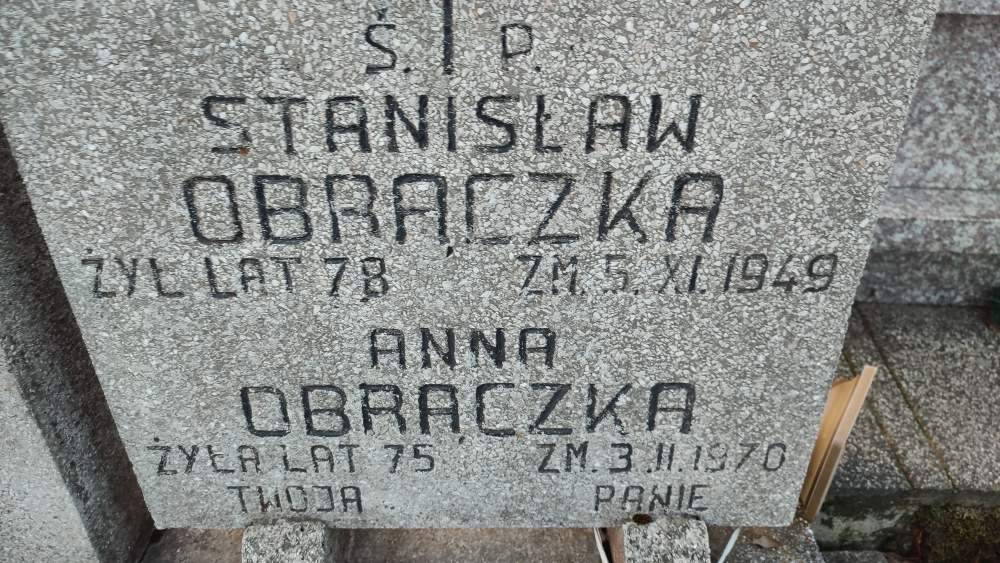 Ś. P.
STANISŁAW
OBRĄCZKA
ŻYŁ LAT 78 ZM. 5. XI. 1949
ANNA
OBRĄCZKA
ŻYŁA LAT 75 ZM. 3. II. 1970
TWOJA PANIE